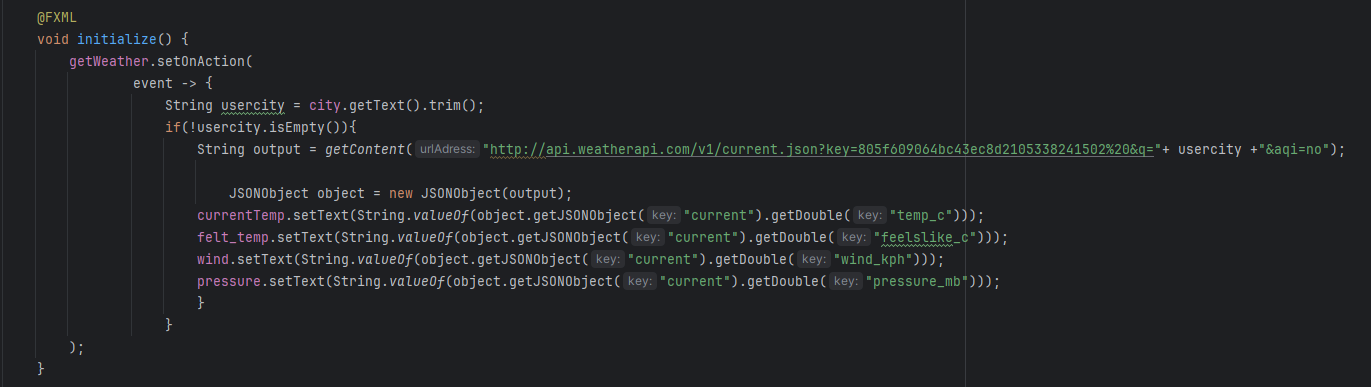 @FXML
void initialize() {
    getWeather.setOnAction(
            event -> {
                String usercity = city.getText().trim();
                if(!usercity.isEmpty()){
                    String output = getContent( urlAdress: "http://api.weatherapi.com/v1/current.json?key=805f609064bc43ec8d2105338241502%20&q="+ usercity +"&aqi=no");
                        JSONObject object = new JSONObject(output);
                    currentTemp.setText(String.valueOf(object.getJSONObject( key: "current").getDouble( key: "temp_c")));
                    felt_temp.setText(String.valueOf(object.getJSONObject( key: "current").getDouble( key: "feelslike_c")));
                    wind.setText(String.valueOf(object.getJSONObject( key: "current").getDouble( key: "wind_kph")));
                    pressure.setText(String.valueOf(object.getJSONObject( key: "current").getDouble( key: "pressure_mb")));
                    }
                }
    );
}